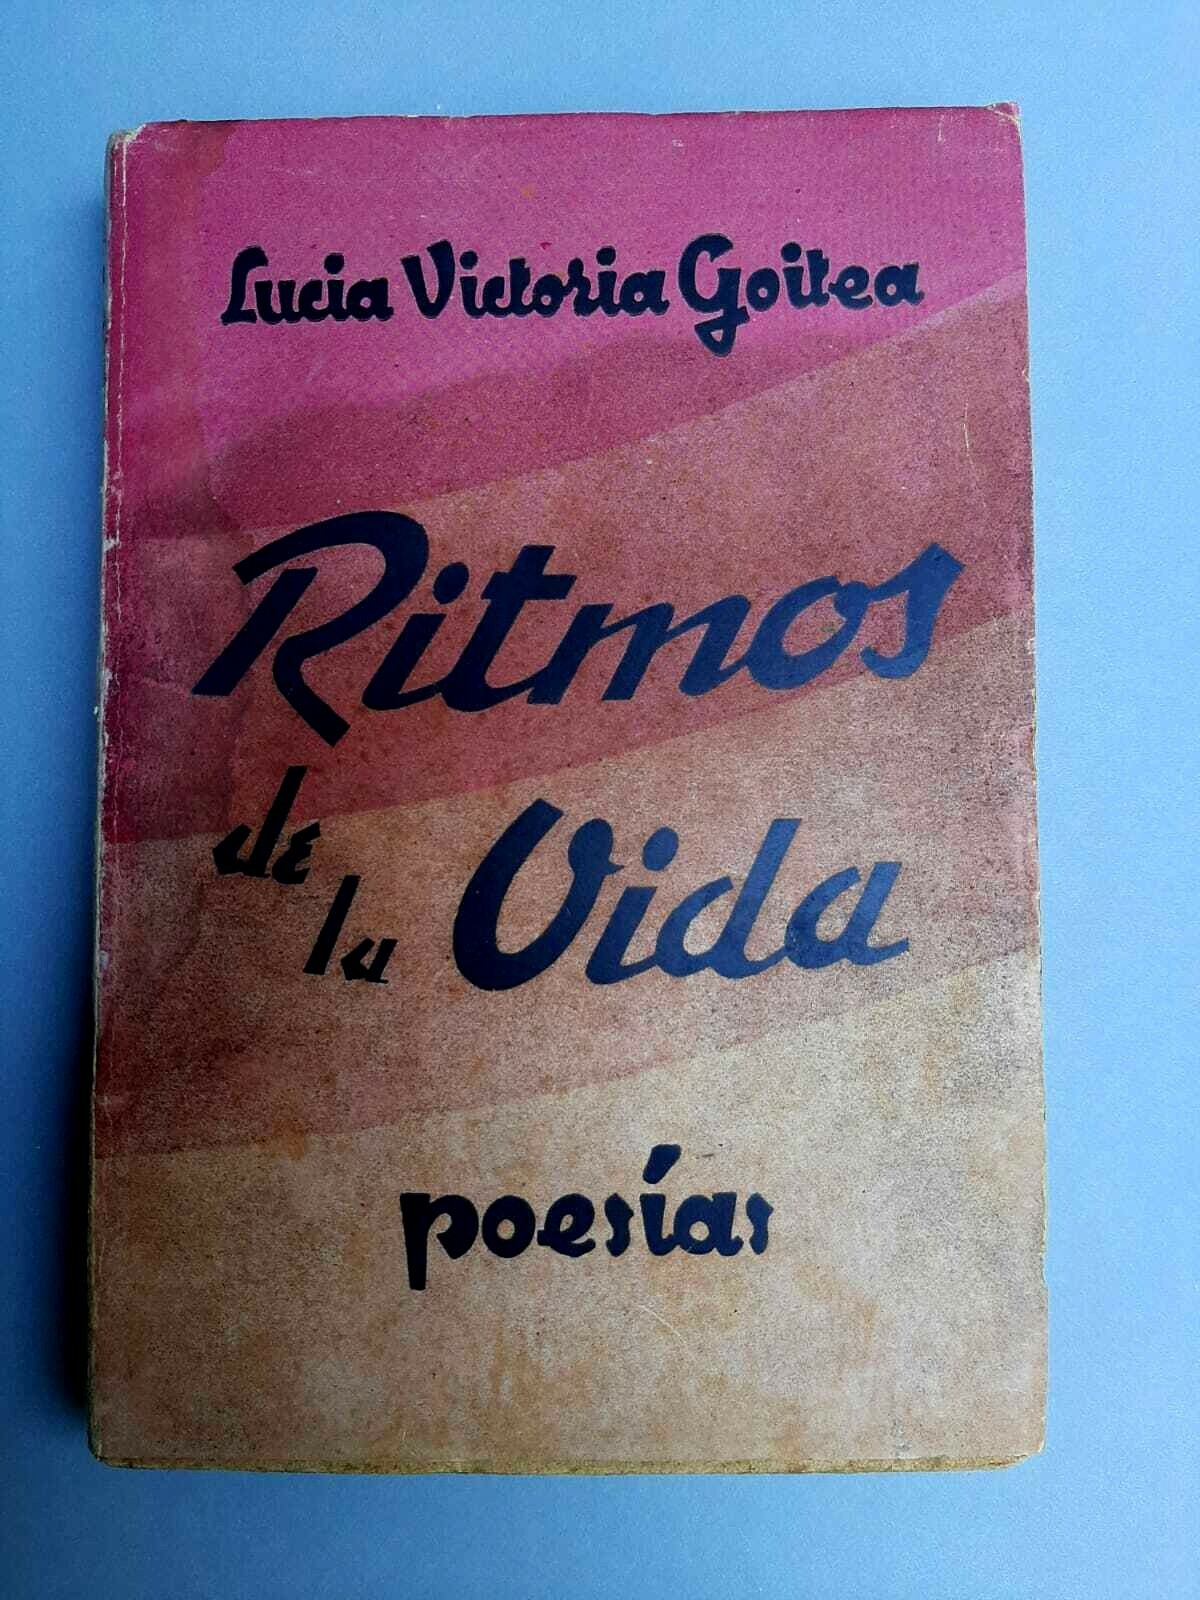 Lucia Victoria Goitea
Ritmos
de la Vida
poesías